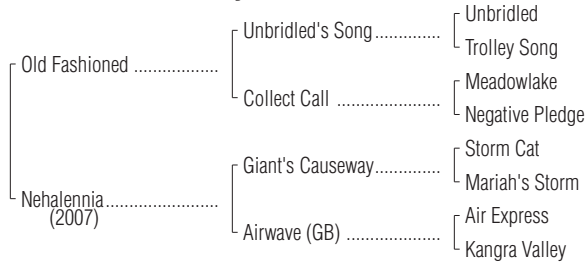 Unbridled
Unbridled's Song..............
Trolley Song
Old Fashioned ..................
Meadowlake
Collect Call ......................
Negative Pledge
Storm Cat
Giant's Causeway..............
Mariah's Storm
Nehalennia........................
(2007)
Air Express
Airwave (GB) ....................
Kangra Valley